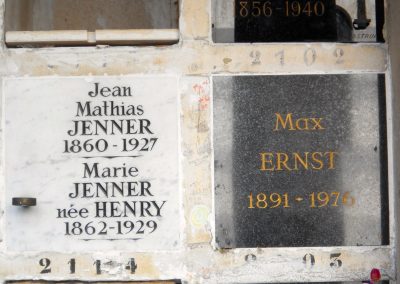 856-1940
2102
Jean
Mathias
JENNER
1860-1927
Marie
JENNER
née HENRY
1862-1929
Max
ERNST
1891-1976
2114